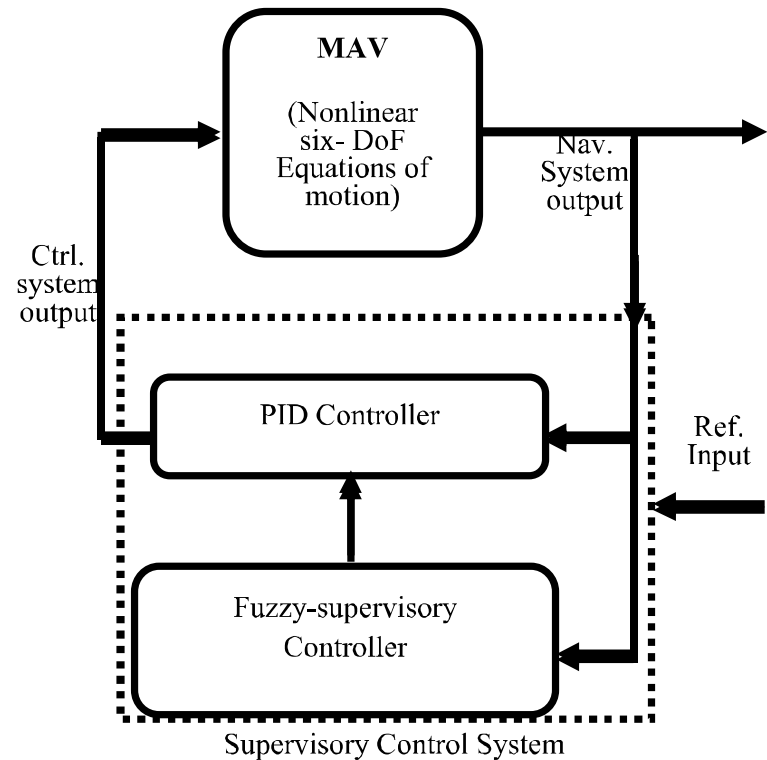 MAV
(Nonlinear
six- DoF
Equations of
motion)
Nav.
System
output
Ctrl.
system
output
PID Controller
Ref.
Input
Fuzzy-supervisory
Controller
Supervisory Control System